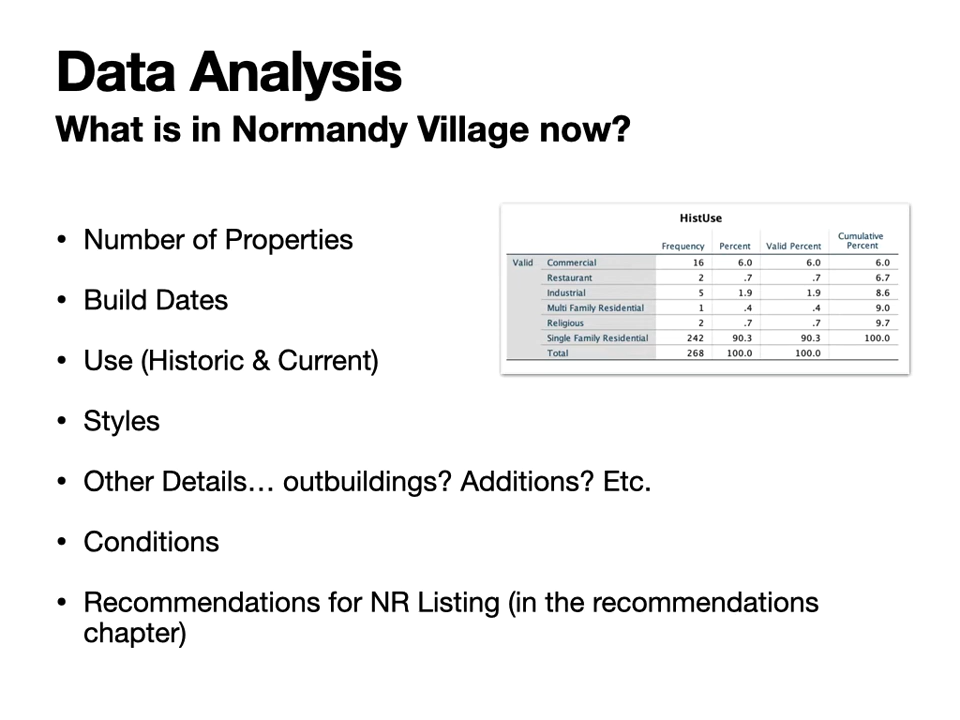 Data Analysis
What is in Normandy Village now?
• Number of Properties
• Build Dates
• Use (Historic & Current)
• Styles
• Other Details… outbuildings? Additions? Etc.
• Conditions
• Recommendations for NR Listing (in the recommendations
chapter)
HistUse
Frequency Percent Valid Percent Cumulative Percent
Valid Commercial 16 6.0 6.0 6.0
Restaurant 2 .7 .7 6.7
Industrial 5 1.9 1.9 8.6
Multi Family Residential 1 .4 .4 9.0
Religious 2 .7 .7 9.7
Single Family Residential 242 90.3 90.3 100.0
Total 268 100.0 100.0